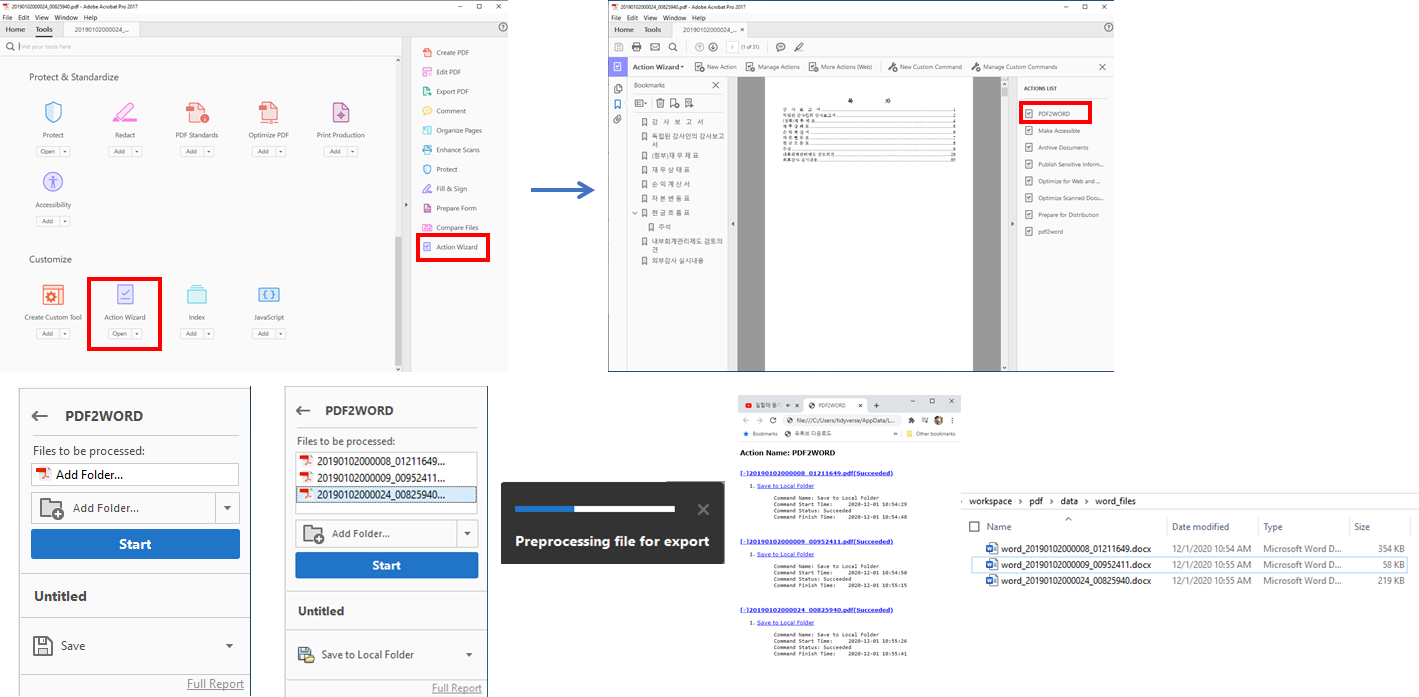 20190102000024_00825940.pdf - Adobe Acrobat Pro 2017
File Edit View Window Help
Home Tools 20190102000024_...
Find your tools here
Protect & Standardize
Protect Redact PDF Standards Optimize PDF Print Production
Open Add Add Add Add
Accessibility
Add
Customize
Create Custom Tool Action Wizard Index JavaScript
Add Open Add Add
Create PDF
Edit PDF
Export PDF
Comment
Organize Pages
Enhance Scans
Protect
Fill & Sign
Prepare Form
Compare Files
Action Wizard
20190102000024_00825940.pdf - Adobe Acrobat Pro 2017
File Edit View Window Help
Home Tools 20190102000024_... ×
(1 of 31)
Action Wizard New Action Manage Actions More Actions (Web) New Custom Command Manage Custom Commands
Bookmarks
감 사 보 고 서
독립된 감사인의 감사보고
서
(첨부)재 무 제 표
재 무 상 태 표
손 익 계 산 서
자 본 변 동 표
현 금 흐 름 표
주석
내부회계관리제도 검토의
견
외부감사 실시내용
목 차
감 사 보 고 서 1
ACTIONS LIST
PDF2WORD
Make Accessible
Archive Documents
Publish Sensitive Inform...
Optimize for Web and ...
Optimize Scanned Docu...
Prepare for Distribution
pdf2word
PDF2WORD
Files to be processed:
Add Folder...
Add Folder...
Start
Untitled
Save
Full Report
PDF2WORD
Files to be processed:
20190102000008_01211649...
20190102000009_00952411...
20190102000024_00825940...
Add Folder...
Start
Untitled
Save to Local Folder
Full Report
Preprocessing file for export
PDF2WORD
file:///C:/Users/tidyverse/AppData/L...
Bookmarks 유튜브 다운로드 » Other bookmarks
Action Name: PDF2WORD
[-]20190102000008_01211649.pdf(Succeeded)
1. Save to Local Folder
Command Name: Save to Local Folder
Command Start Time: 2020-12-01 10:54:29
Command Status: Succeeded
Command Finish Time: 2020-12-01 10:54:48
[-]20190102000009_00952411.pdf(Succeeded)
1. Save to Local Folder
Command Name: Save to Local Folder
Command Start Time: 2020-12-01 10:54:50
Command Status: Succeeded
Command Finish Time: 2020-12-01 10:55:15
[-]20190102000024_00825940.pdf(Succeeded)
1. Save to Local Folder
Command Name: Save to Local Folder
Command Start Time: 2020-12-01 10:55:26
Command Status: Succeeded
Command Finish Time: 2020-12-01 10:55:41
workspace > pdf > data > word_files
Name Date modified Type Size
word_20190102000008_01211649.docx 12/1/2020 10:54 AM Microsoft Word D... 354 KB
word_20190102000009_00952411.docx 12/1/2020 10:55 AM Microsoft Word D... 58 KB
word_20190102000024_00825940.docx 12/1/2020 10:55 AM Microsoft Word D... 219 KB